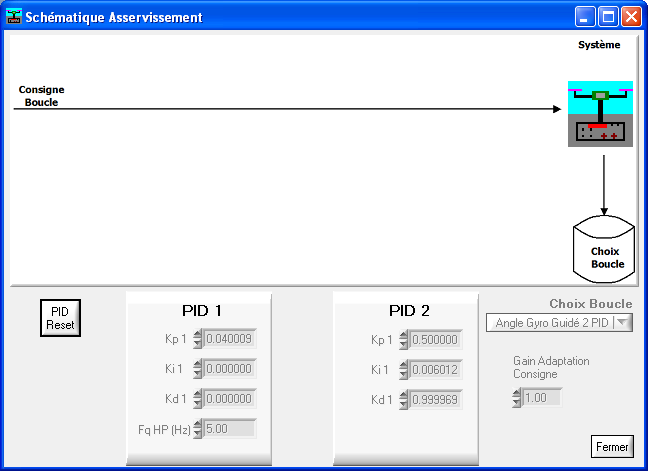 Schématique Asservissement
Système
Consigne
Boucle
Choix
Boucle
PID
Reset
PID 1
Kp 1 0.040009
Ki 1 0.000000
Kd 1 0.000000
Fq HP (Hz) 5.00
PID 2
Kp 1 0.500000
Ki 1 0.006012
Kd 1 0.999969
Choix Boucle
Angle Gyro Guidé 2 PID
Gain Adaptation
Consigne
1.00
Fermer